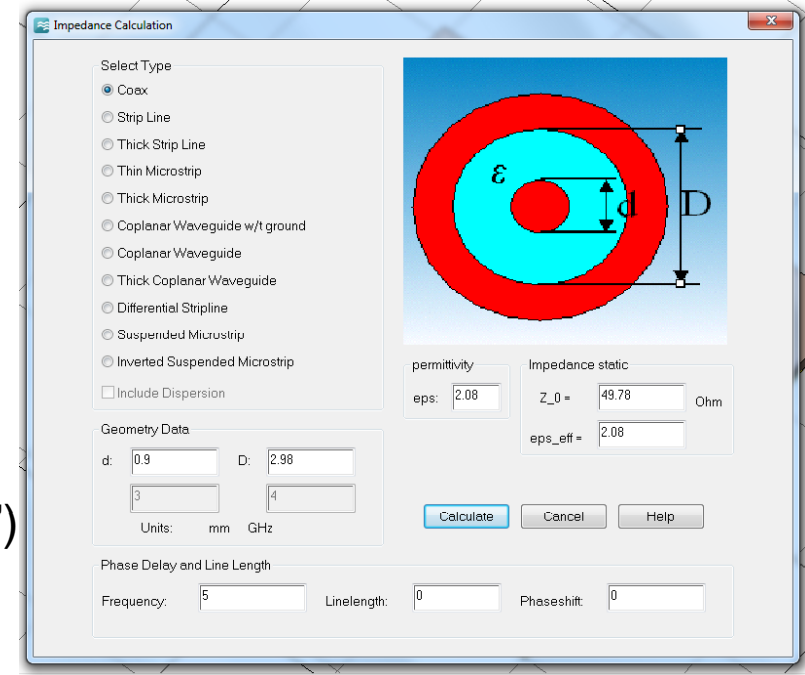 Impedance Calculation
x
Select Type
Coax
Strip Line
Thick Strip Line
Thin Microstrip
Thick Microstrip
Coplanar Waveguide w/t ground
Coplanar Waveguide
Thick Coplanar Waveguide
Differential Stripline
Suspended Microstrip
Inverted Suspended Microstrip
Include Dispersion
ε
d
D
permittivity
eps: 2.08
Impedance static
Z_0 = 49.78 Ohm
eps_eff = 2.08
Geometry Data
d: 0.9 D: 2.98
3 4
Units: mm GHz
")
Calculate Cancel Help
Phase Delay and Line Length
Frequency: 5 Linelength: 0 Phaseshift: 0